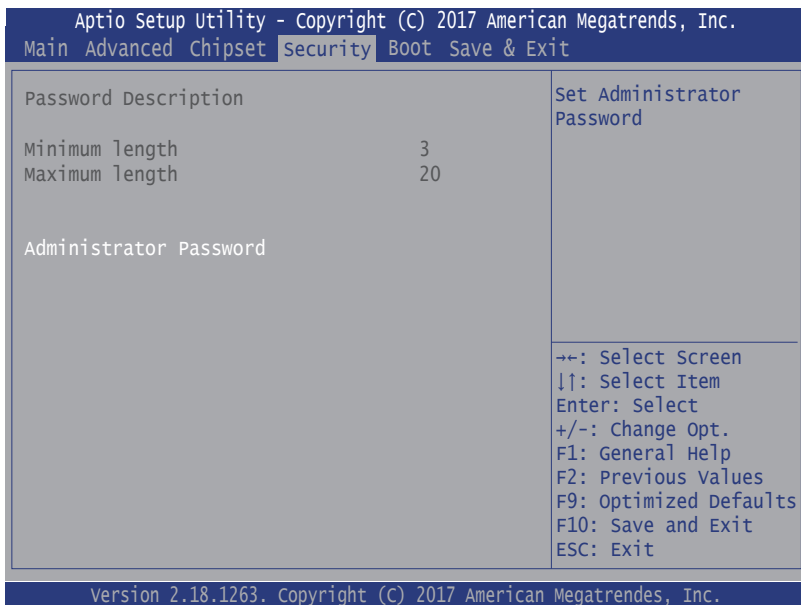 Aptio Setup Utility - Copyright (C) 2017 American Megatrends, Inc.
Main Advanced Chipset Security Boot Save & Exit
Password Description
Minimum length 3
Maximum length 20
Administrator Password
Set Administrator
Password
→←: Select Screen
↓↑: Select Item
Enter: Select
+/-: Change Opt.
F1: General Help
F2: Previous Values
F9: Optimized Defaults
F10: Save and Exit
ESC: Exit
Version 2.18.1263. Copyright (C) 2017 American Megatrendes, Inc.